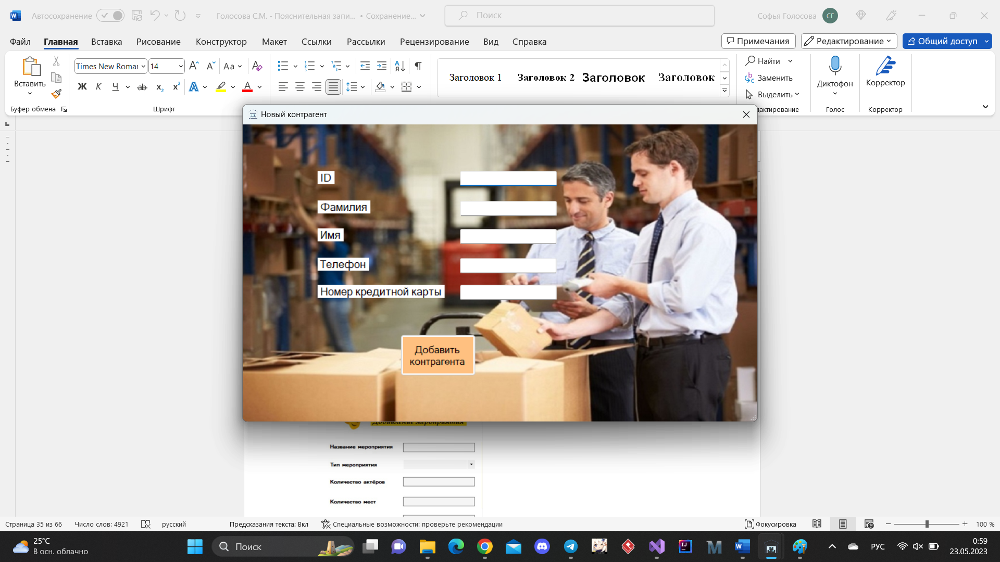 Автосохранение
Голосова С.М. - Пояснительная запи... • Сохранение...
Поиск
Софья Голосова
СГ
Файл Главная Вставка Рисование Конструктор Макет Ссылки Рассылки Рецензирование Вид Справка
Примечания
Редактирование
Общий доступ
Вставить
Буфер обмена
Times New Roman
14
Aa
Ж К Ч ab x₂ x²
Шрифт
Заголовок 1
Заголовок 2
Заголовок
Заголовок
Найти
Заменить
Выделить
дактирование
Диктофон
Голос
Корректор
Корректор
Новый контрагент
ID
Фамилия
Имя
Телефон
Номер кредитной карты
Добавить
контрагента
Добавление мероприятия
Название мероприятия
Тип мероприятия
Количество актёров
Количество мест
Страница 35 из 66
Число слов: 4921
русский
Предсказания текста: Вкл
Специальные возможности: проверьте рекомендации
Фокусировка
100 %
25°C
В осн. облачно
Поиск
РУС
0:59
23.05.2023